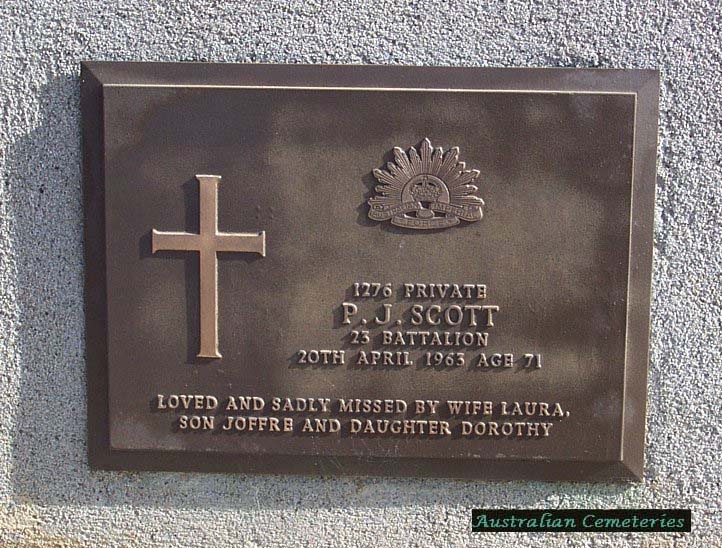 1276 PRIVATE
P. J. SCOTT
23 BATTALION
20TH APRIL 1963 AGE 71
LOVED AND SADLY MISSED BY WIFE LAURA,
SON JOFFRE AND DAUGHTER DOROTHY
Australian Cemeteries